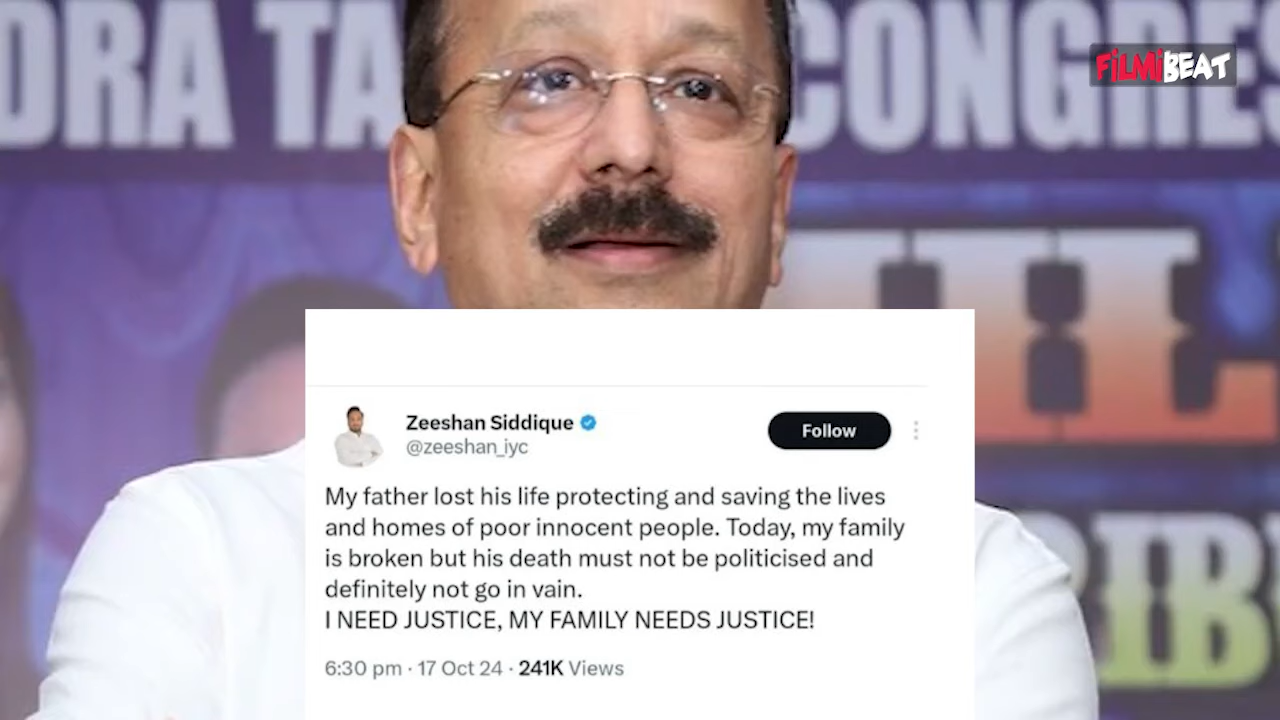 DRA TA CONGRES
FiLMiBEAT
Zeeshan Siddique
@zeeshan_iyc
Follow
My father lost his life protecting and saving the lives
and homes of poor innocent people. Today, my family
is broken but his death must not be politicised and
definitely not go in vain.
I NEED JUSTICE, MY FAMILY NEEDS JUSTICE!
6:30 pm · 17 Oct 24 · 241K Views